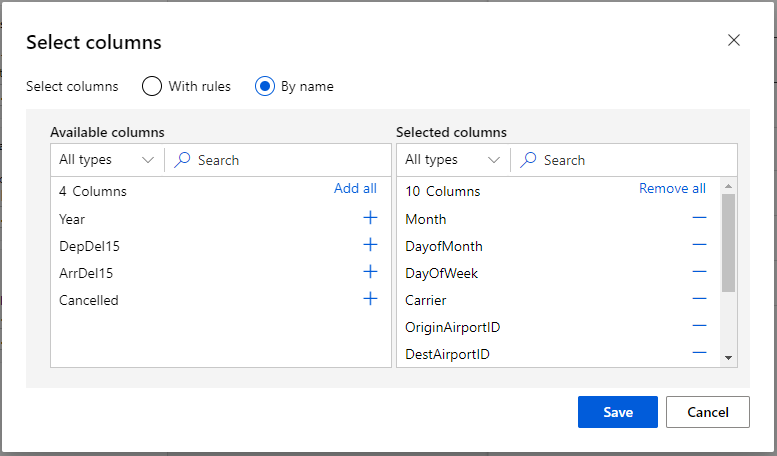 Select columns
Select columns With rules By name
Available columns
All types Search
4 Columns Add all
Year
DepDel15
ArrDel15
Cancelled
Selected columns
All types Search
10 Columns Remove all
Month
DayofMonth
DayOfWeek
Carrier
OriginAirportID
DestAirportID
Save Cancel